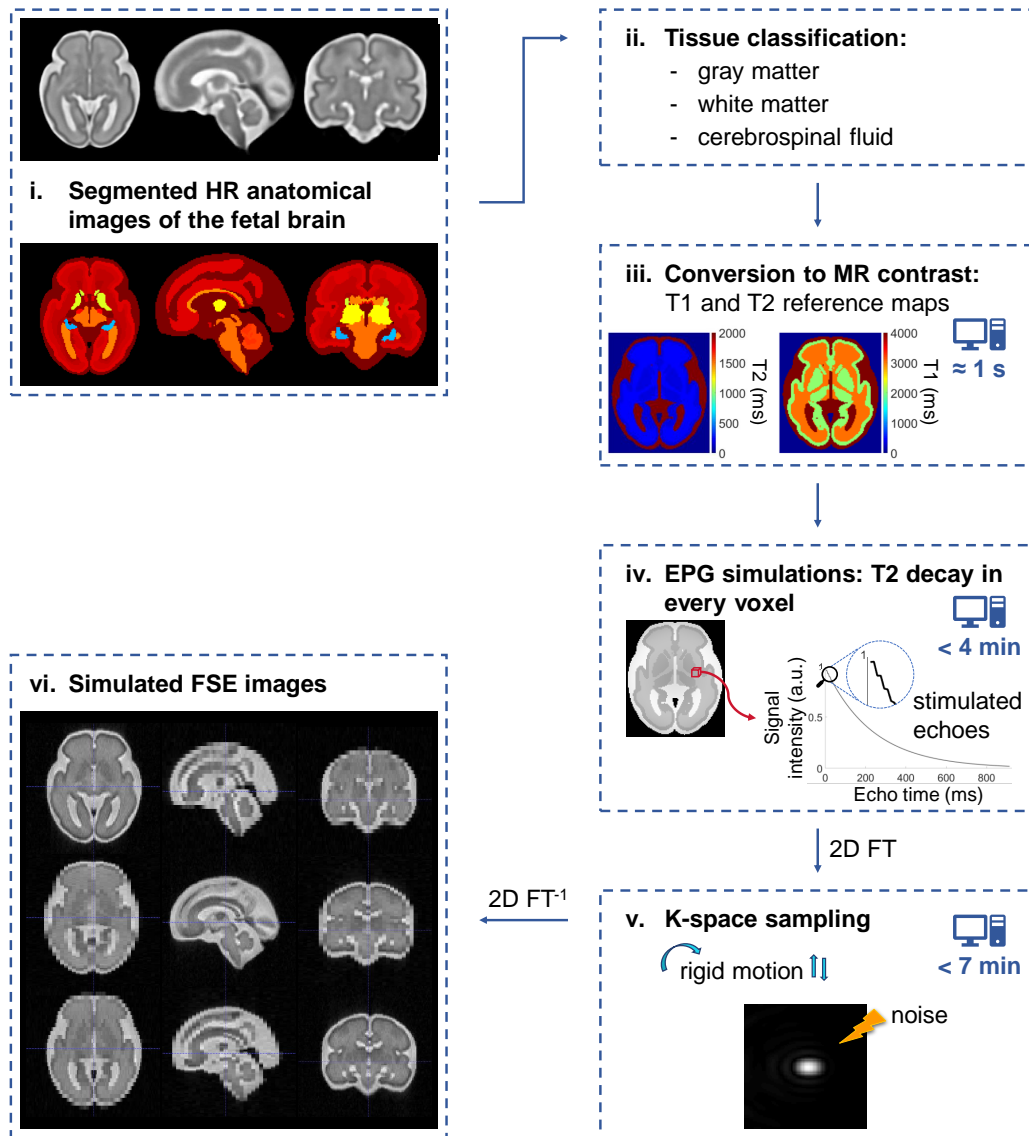 i. Segmented HR anatomical
images of the fetal brain
ii. Tissue classification:
- gray matter
- white matter
- cerebrospinal fluid
iii. Conversion to MR contrast:
T1 and T2 reference maps
2000
1500
1000
500
0
T2 (ms)
4000
3000
2000
1000
0
T1 (ms)
≈ 1 s
iv. EPG simulations: T2 decay in
every voxel
< 4 min
Signal
intensity (a.u.)
1
0.5
0
1
stimulated
echoes
0 200 400 600 800
Echo time (ms)
2D FT
v. K-space sampling
< 7 min
rigid motion
noise
2D FT-1
vi. Simulated FSE images